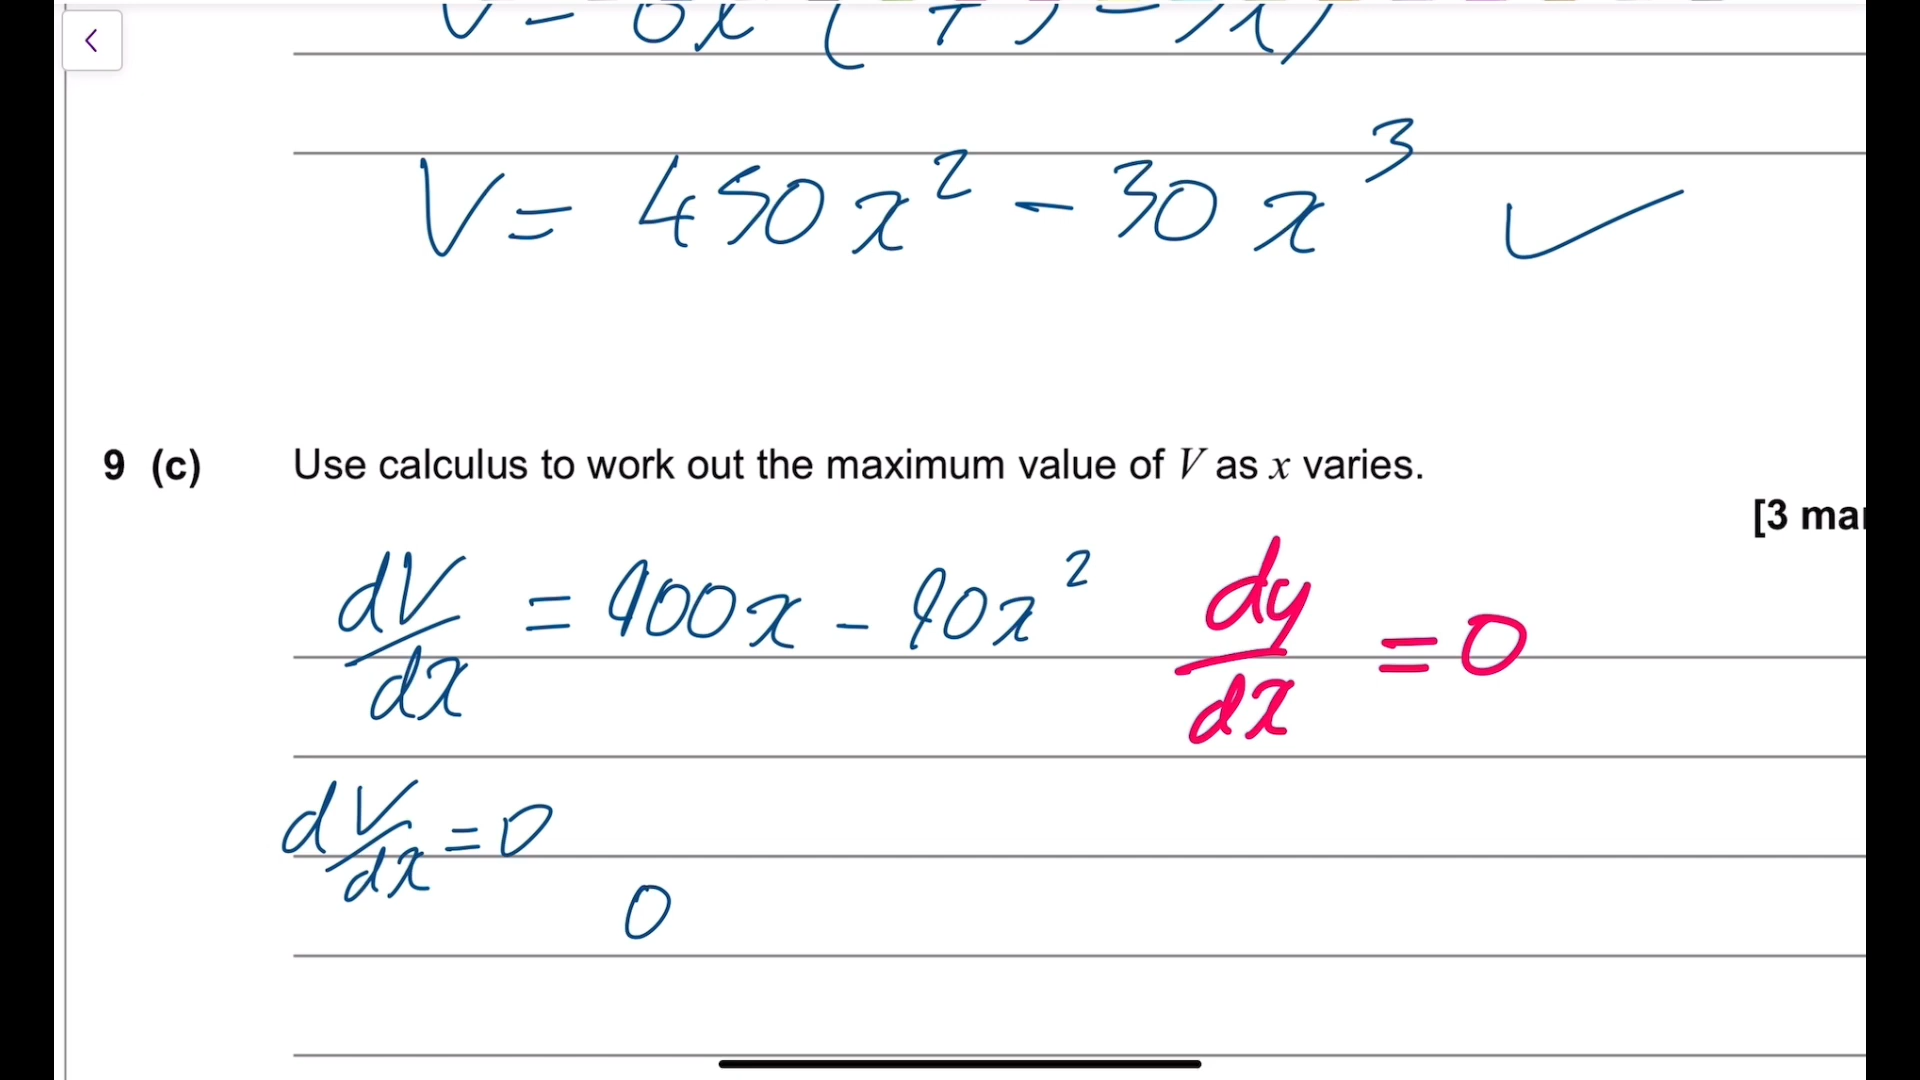 V = 450x² - 30x³ ✓
9 (c) Use calculus to work out the maximum value of V as x varies.
[3 mar
dV/dx = 900x - 90x² dy/dx = 0
dV/dx = 0
0